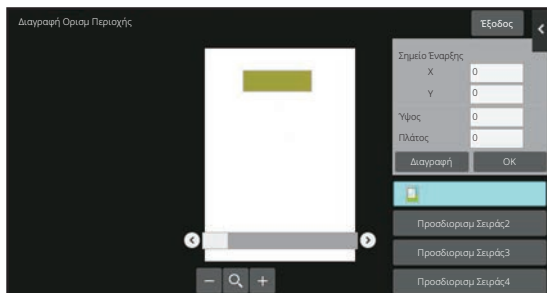 Διαγραφή Ορισμ Περιοχής
Έξοδος
Σημείο Έναρξης
X 0
Y 0
Ύψος 0
Πλάτος 0
Διαγραφή OK
Προσδιορισμ Σειράς2
Προσδιορισμ Σειράς3
Προσδιορισμ Σειράς4